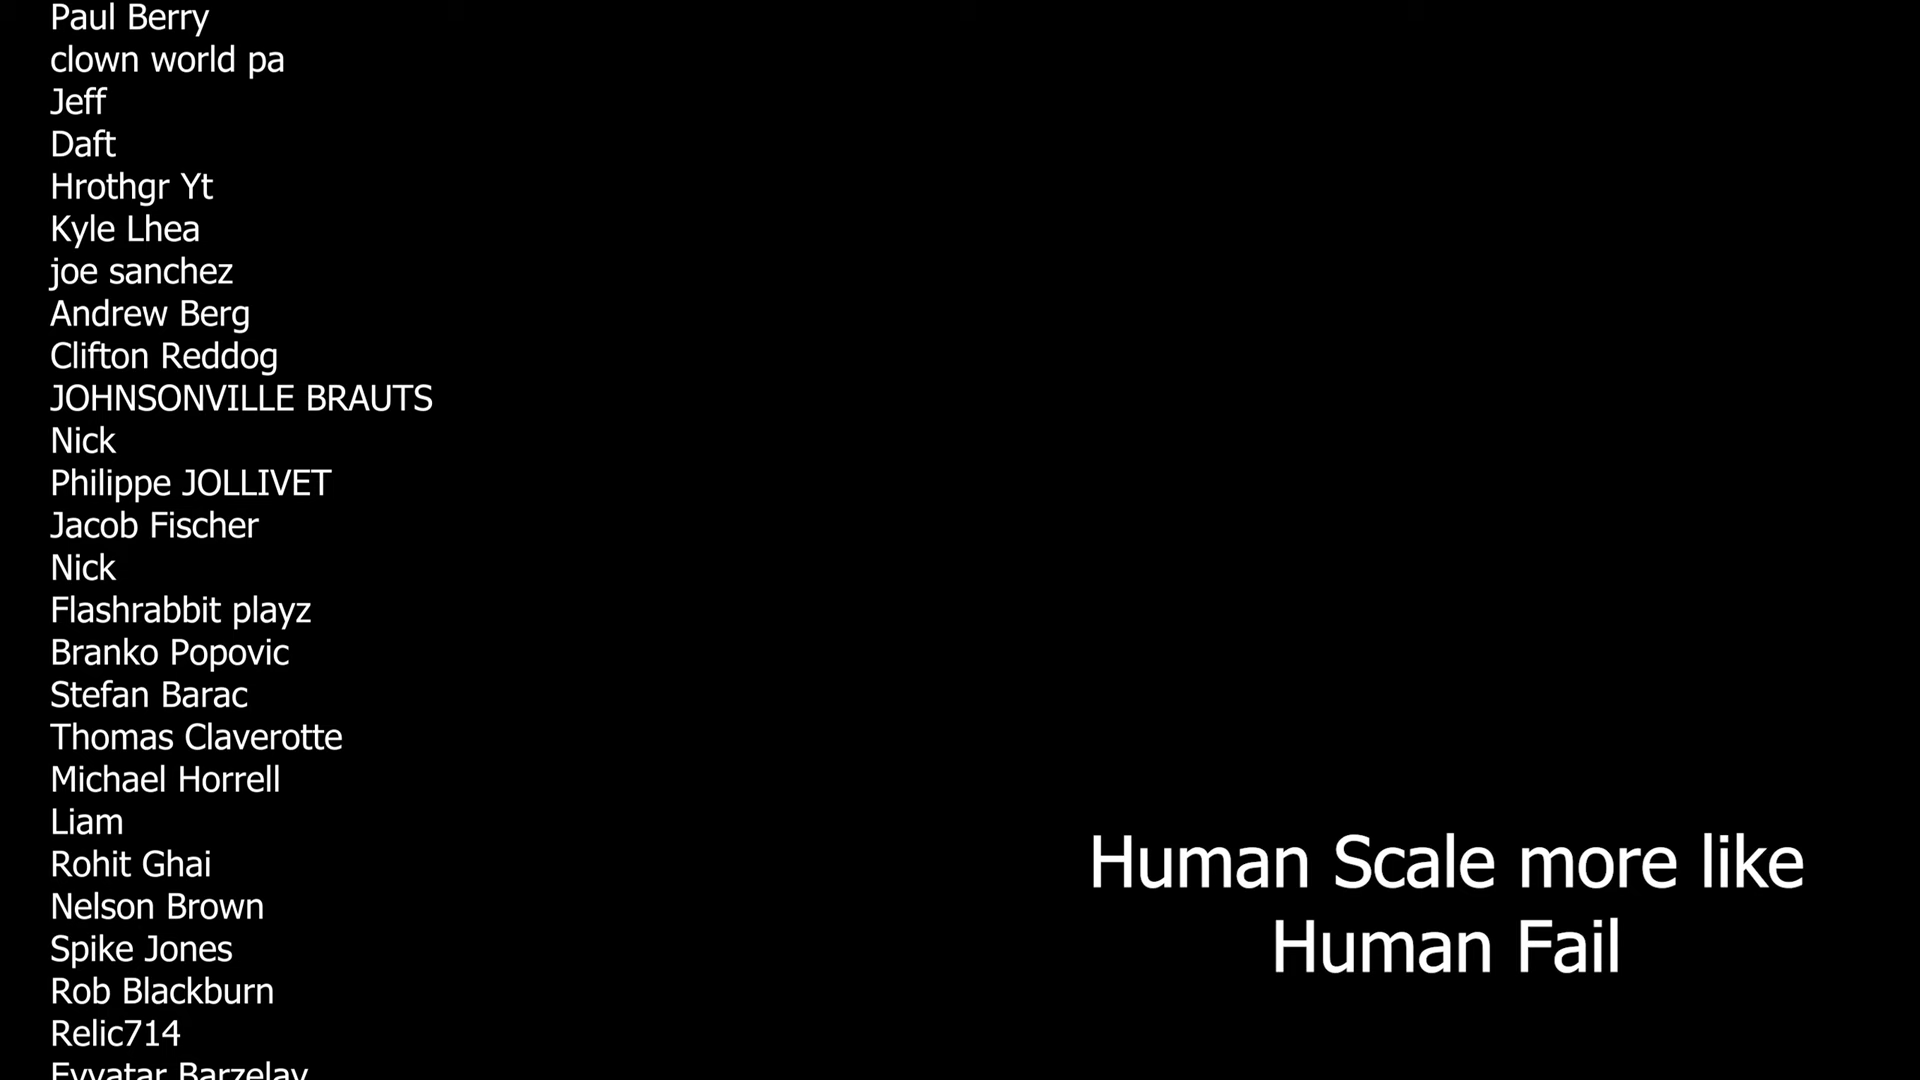 Paul Berry
clown world pa
Jeff
Daft
Hrothgr Yt
Kyle Lhea
joe sanchez
Andrew Berg
Clifton Reddog
JOHNSONVILLE BRAUTS
Nick
Philippe JOLLIVET
Jacob Fischer
Nick
Flashrabbit playz
Branko Popovic
Stefan Barac
Thomas Claverotte
Michael Horrell
Liam
Rohit Ghai
Nelson Brown
Spike Jones
Rob Blackburn
Relic714
Evyatar Barzelay
Human Scale more like
Human Fail